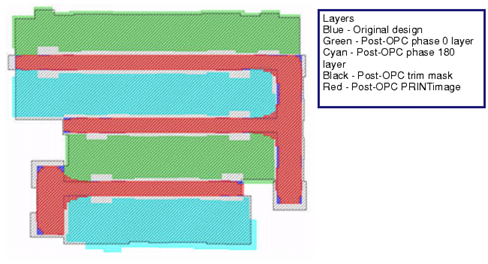 Layers
Blue - Original design
Green - Post-OPC phase 0 layer
Cyan - Post-OPC phase 180
layer
Black - Post-OPC trim mask
Red - Post-OPC PRINTimage